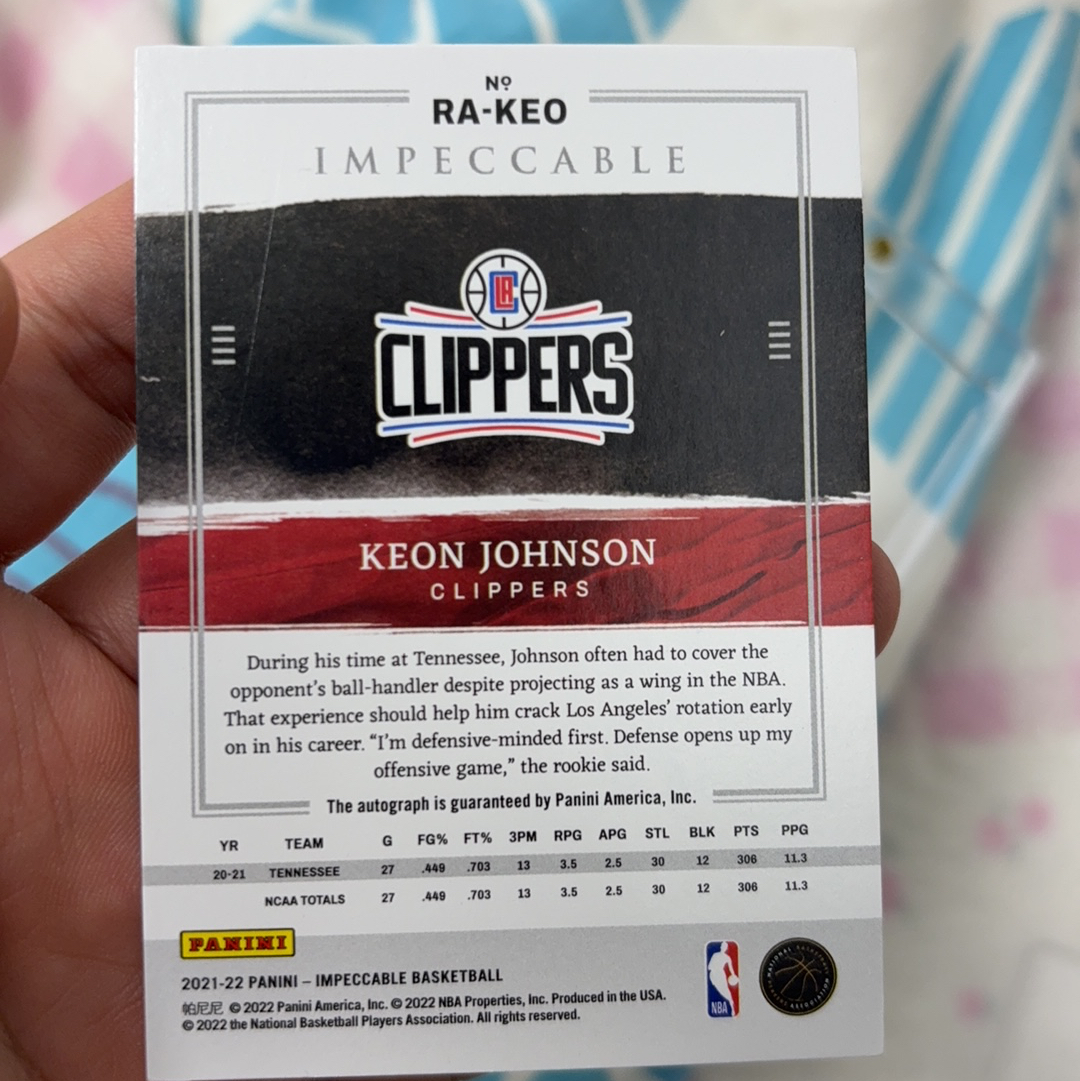 Nº
RA-KEO
IMPECCABLE
LAC
CLIPPERS
KEON JOHNSON
CLIPPERS
During his time at Tennessee, Johnson often had to cover the
opponent's ball-handler despite projecting as a wing in the NBA.
That experience should help him crack Los Angeles' rotation early
on in his career. “I'm defensive-minded first. Defense opens up my
offensive game,” the rookie said.
The autograph is guaranteed by Panini America, Inc.
YR TEAM G FG% FT% 3PM RPG APG STL BLK PTS PPG
20-21 TENNESSEE 27 .449 .703 13 3.5 2.5 30 12 306 11.3
NCAA TOTALS 27 .449 .703 13 3.5 2.5 30 12 306 11.3
PANINI
2021-22 PANINI – IMPECCABLE BASKETBALL
帕尼尼 © 2022 Panini America, Inc. © 2022 NBA Properties, Inc. Produced in the USA.
© 2022 the National Basketball Players Association. All rights reserved.
NBA
NATIONAL BASKETBALL
PLAYERS ASSOCIATION